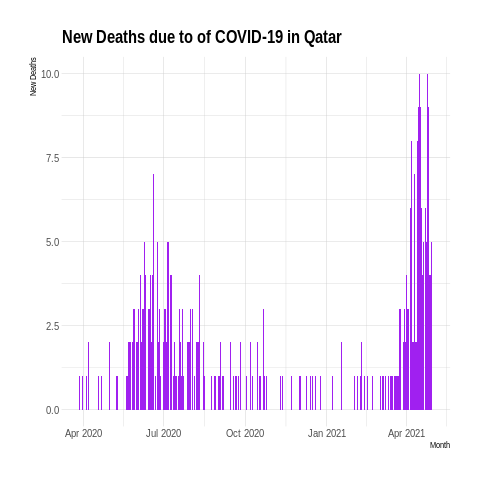 New Deaths due to of COVID-19 in Qatar
New Deaths
10.0
7.5
5.0
2.5
0.0
Apr 2020
Jul 2020
Oct 2020
Jan 2021
Apr 2021
Month